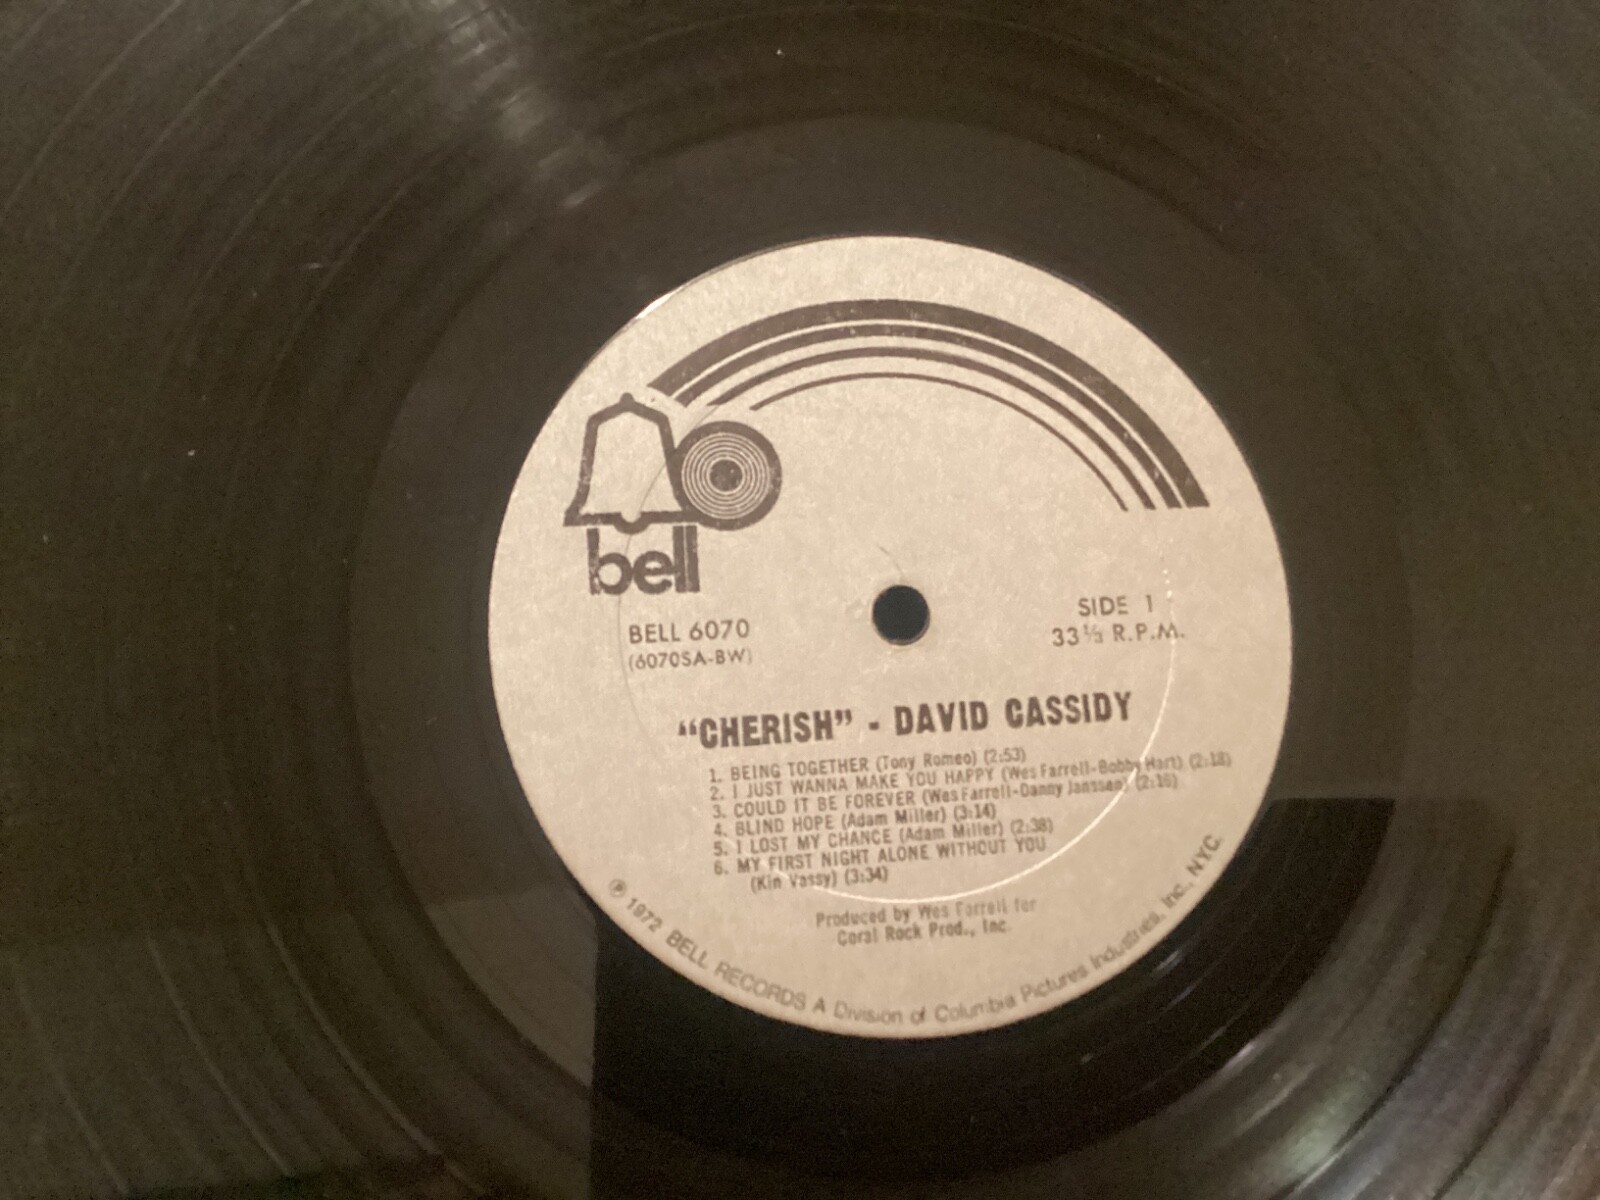 bell
BELL 6070
(6070SA-BW)
SIDE 1
33⅓ R.P.M.
"CHERISH" - DAVID CASSIDY
1. BEING TOGETHER (Tony Romeo) (2:53)
2. I JUST WANNA MAKE YOU HAPPY (Wes Farrell-Bobby Hart) (2:18)
3. COULD IT BE FOREVER (Wes Farrell-Danny Janssen) (2:16)
4. BLIND HOPE (Adam Miller) (3:14)
5. I LOST MY CHANCE (Adam Miller) (2:38)
6. MY FIRST NIGHT ALONE WITHOUT YOU
(Kin Vassy) (3:34)
Produced by Wes Farrell for
Coral Rock Prod., Inc.
℗ 1972 BELL RECORDS A Division of Columbia Pictures Industries, Inc., NYC.